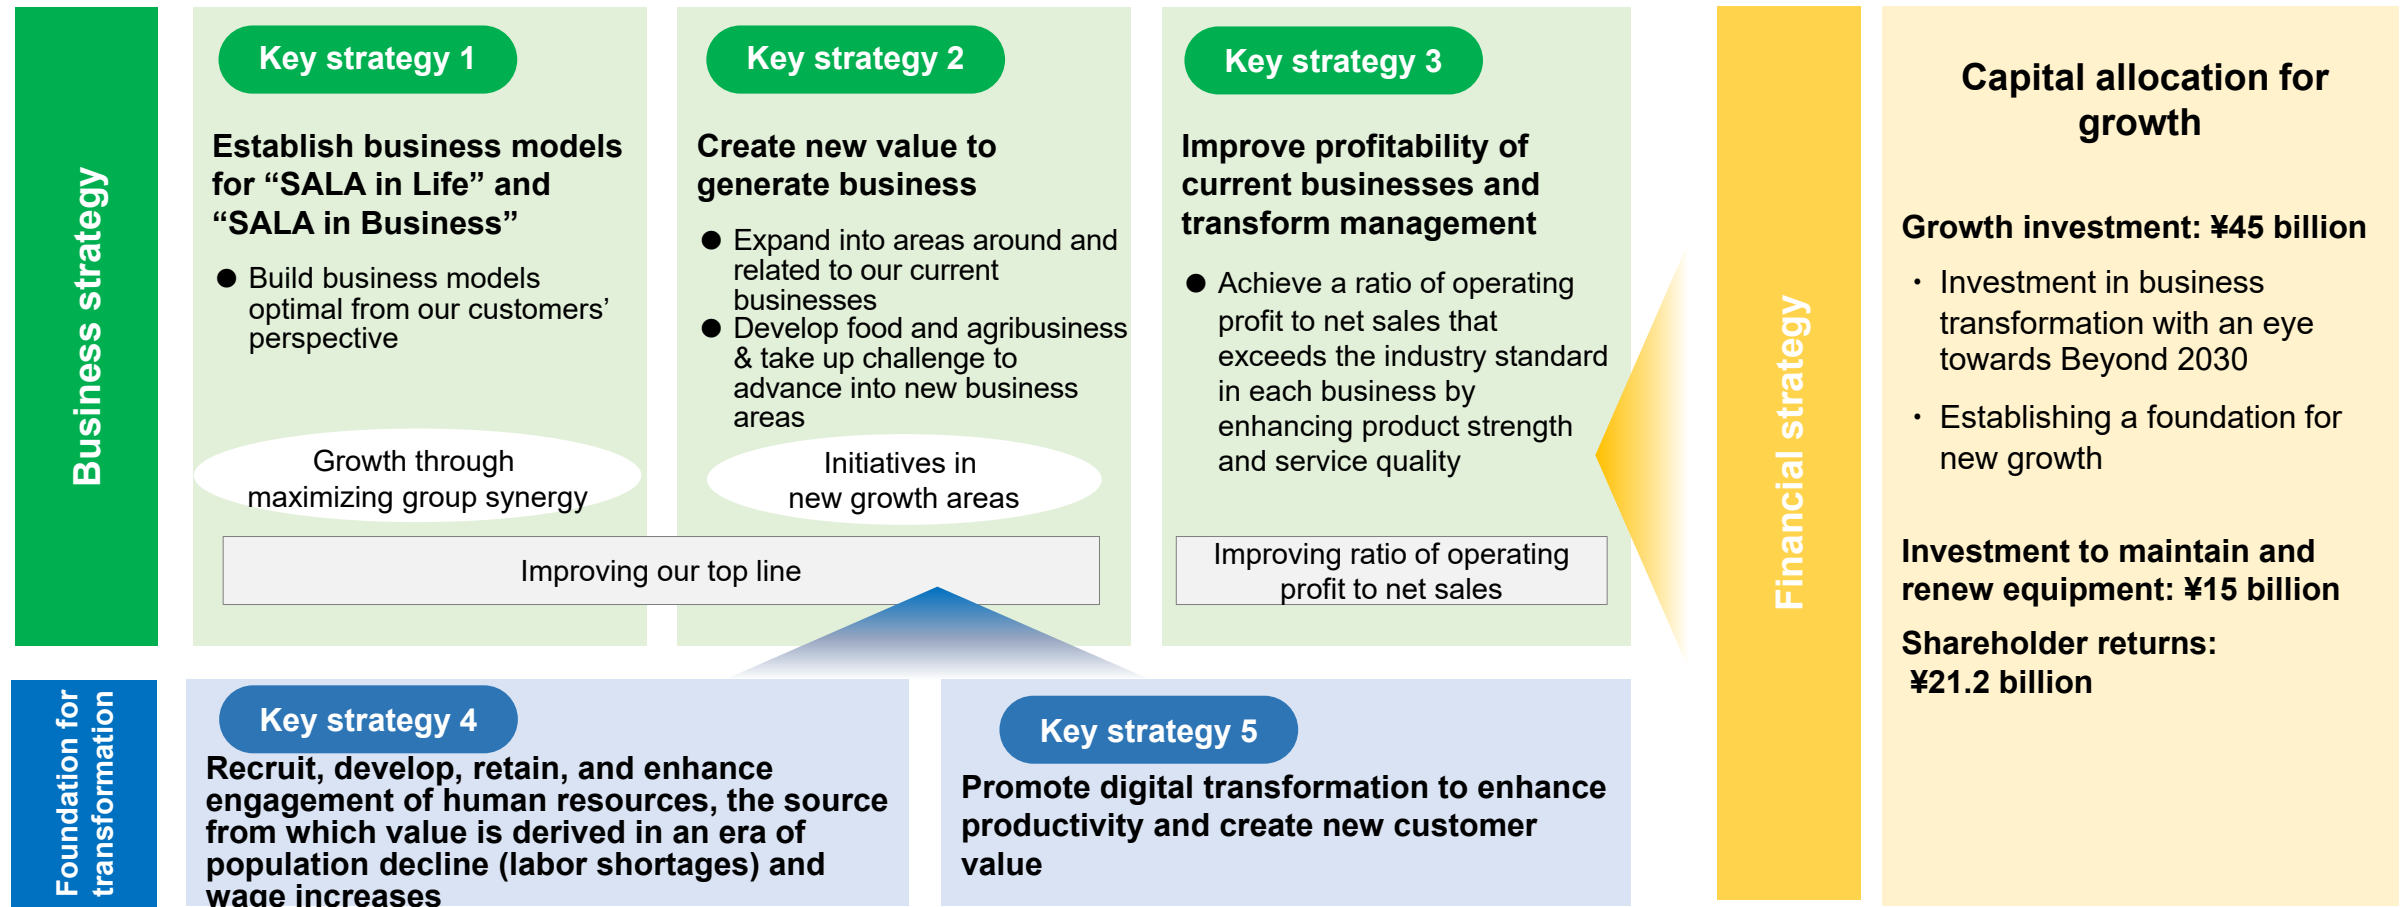 Business strategy
Key strategy 1
Establish business models
for “SALA in Life” and
“SALA in Business”
● Build business models
optimal from our customers’
perspective
Growth through
maximizing group synergy
Key strategy 2
Create new value to
generate business
● Expand into areas around and
related to our current
businesses
● Develop food and agribusiness
& take up challenge to
advance into new business
areas
Initiatives in
new growth areas
Improving our top line
Key strategy 3
Improve profitability of
current businesses and
transform management
● Achieve a ratio of operating
profit to net sales that
exceeds the industry standard
in each business by
enhancing product strength
and service quality
Improving ratio of operating
profit to net sales
Foundation for
transformation
Key strategy 4
Recruit, develop, retain, and enhance
engagement of human resources, the source
from which value is derived in an era of
population decline (labor shortages) and
wage increases
Key strategy 5
Promote digital transformation to enhance
productivity and create new customer
value
Financial strategy
Capital allocation for
growth
Growth investment: ¥45 billion
・ Investment in business
transformation with an eye
towards Beyond 2030
・ Establishing a foundation for
new growth
Investment to maintain and
renew equipment: ¥15 billion
Shareholder returns:
¥21.2 billion